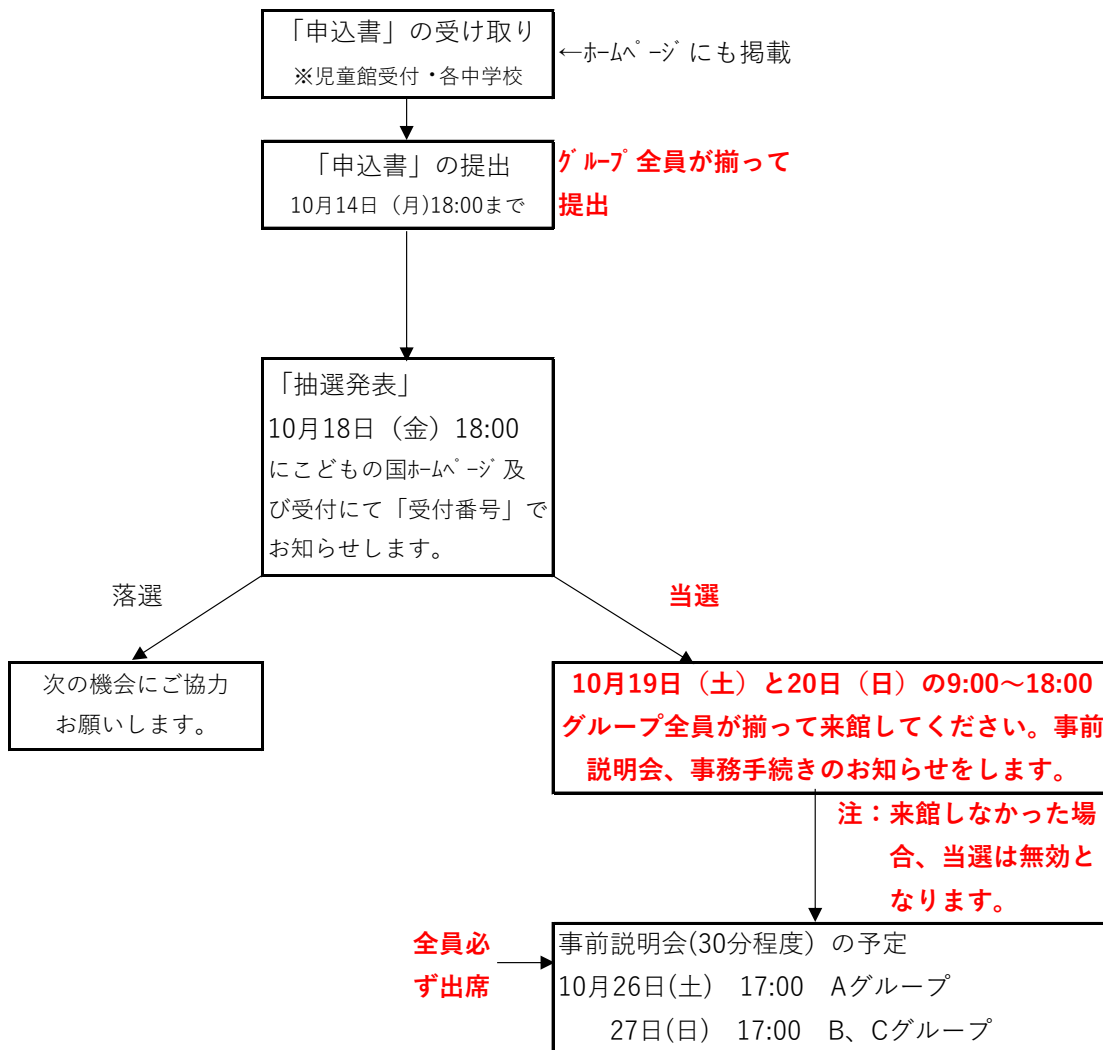 「申込書」の受け取り
※児童館受付・各中学校
←ﾎｰﾑﾍﾟｰｼﾞにも掲載
「申込書」の提出
10月14日（月)18:00まで
ｸﾞﾙｰﾌﾟ全員が揃って
提出
「抽選発表」
10月18日（金）18:00
にこどもの国ﾎｰﾑﾍﾟｰｼﾞ及
び受付にて「受付番号」で
お知らせします。
落選
当選
次の機会にご協力
お願いします。
10月19日（土）と20日（日）の9:00～18:00
グループ全員が揃って来館してください。事前
説明会、事務手続きのお知らせをします。
注：来館しなかった場
合、当選は無効と
なります。
全員必
ず出席
事前説明会(30分程度）の予定
10月26日(土)　17:00　Aグループ
27日(日)　17:00　B、Cグループ